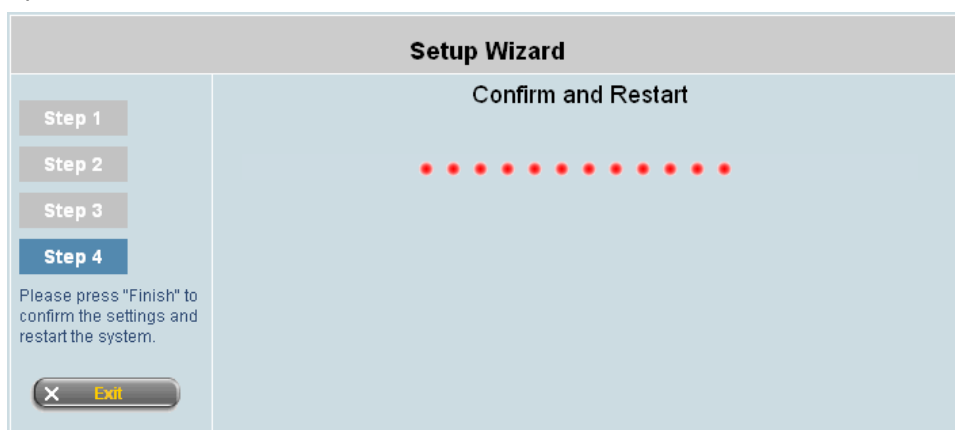 Setup Wizard
Confirm and Restart
Step 1
Step 2
Step 3
Step 4
Please press "Finish" to
confirm the settings and
restart the system.
Exit